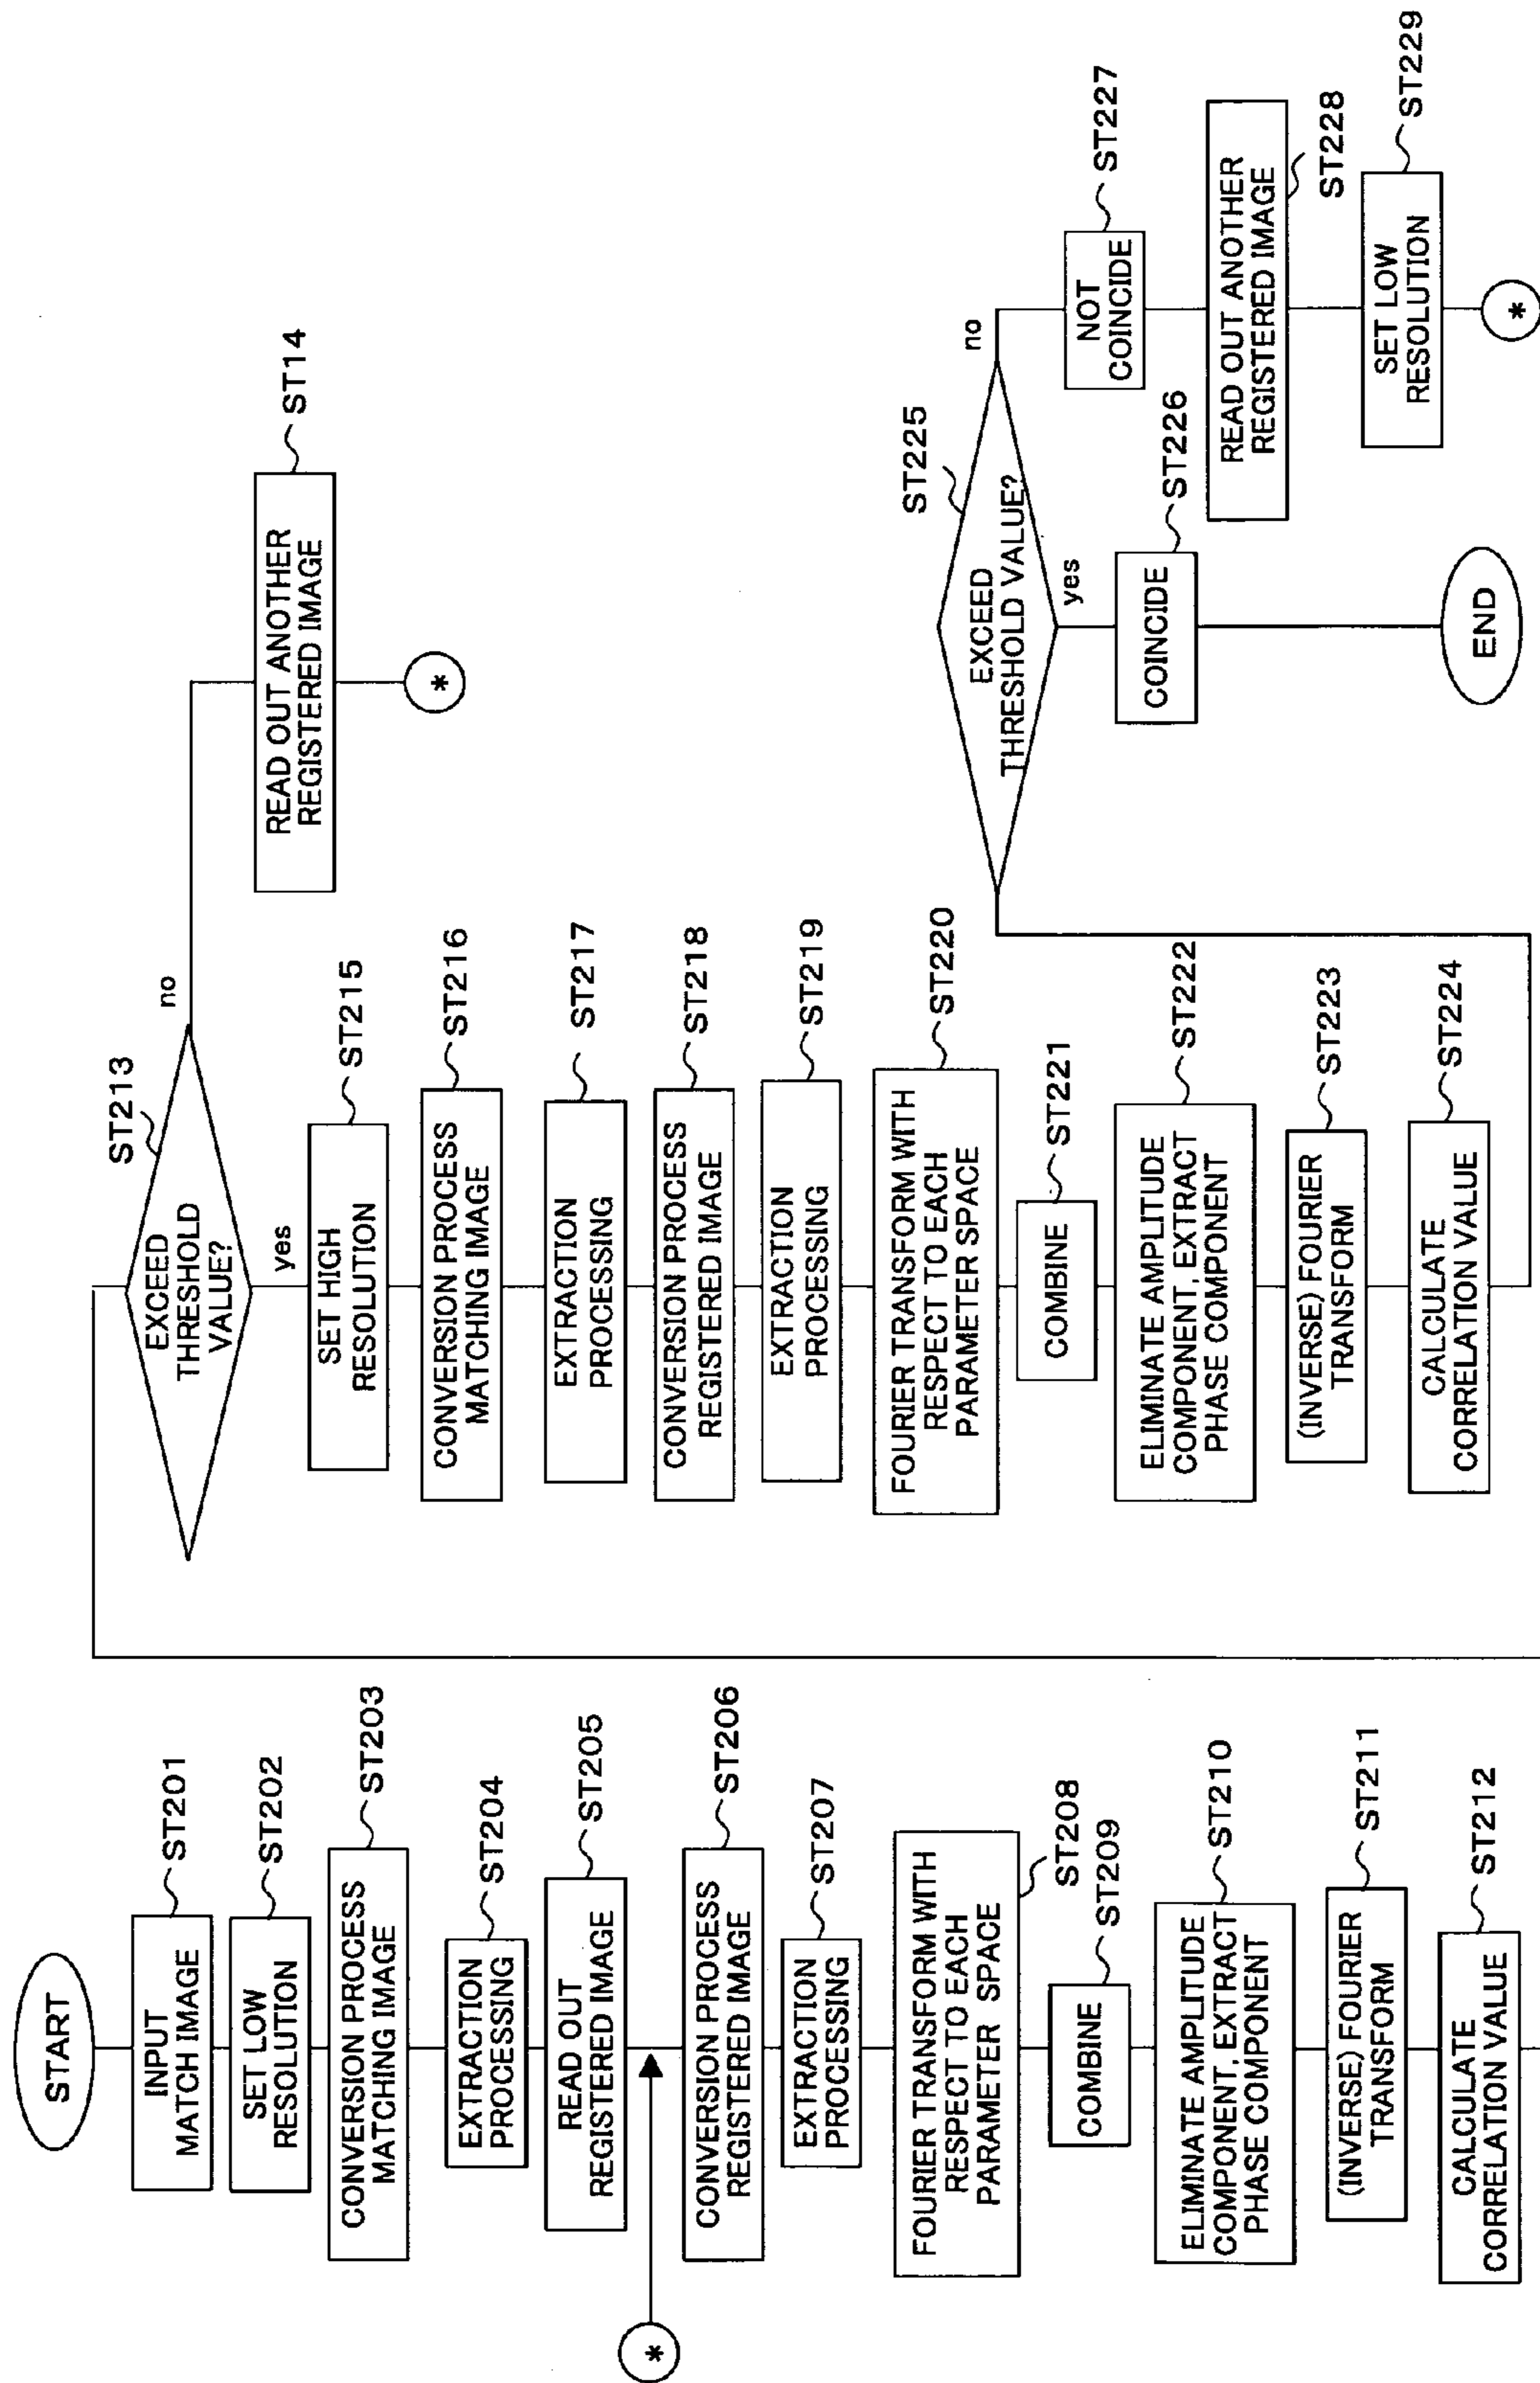 START
INPUT
MATCH IMAGE
ST201
SET LOW
RESOLUTION
ST202
CONVERSION PROCESS
MATCHING IMAGE
ST203
EXTRACTION
PROCESSING
ST204
READ OUT
REGISTERED IMAGE
ST205
*
CONVERSION PROCESS
REGISTERED IMAGE
ST206
EXTRACTION
PROCESSING
ST207
FOURIER TRANSFORM WITH
RESPECT TO EACH
PARAMETER SPACE
ST208
COMBINE
ST209
ELIMINATE AMPLITUDE
COMPONENT, EXTRACT
PHASE COMPONENT
ST210
(INVERSE) FOURIER
TRANSFORM
ST211
CALCULATE
CORRELATION VALUE
ST212
EXCEED
THRESHOLD
VALUE?
ST213
no
yes
READ OUT ANOTHER
REGISTERED IMAGE
ST14
*
SET HIGH
RESOLUTION
ST215
CONVERSION PROCESS
MATCHING IMAGE
ST216
EXTRACTION
PROCESSING
ST217
CONVERSION PROCESS
REGISTERED IMAGE
ST218
EXTRACTION
PROCESSING
ST219
FOURIER TRANSFORM WITH
RESPECT TO EACH
PARAMETER SPACE
ST220
COMBINE
ST221
ELIMINATE AMPLITUDE
COMPONENT, EXTRACT
PHASE COMPONENT
ST222
(INVERSE) FOURIER
TRANSFORM
ST223
CALCULATE
CORRELATION VALUE
ST224
EXCEED
THRESHOLD VALUE?
ST225
no
yes
COINCIDE
ST226
END
NOT
COINCIDE
ST227
READ OUT ANOTHER
REGISTERED IMAGE
ST228
SET LOW
RESOLUTION
ST229
*